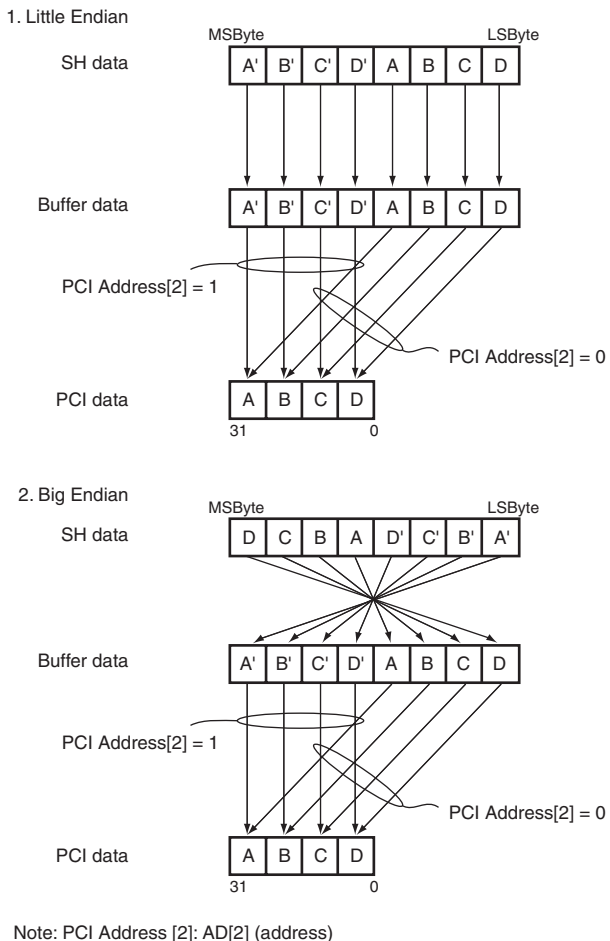 1. Little Endian
MSByte LSByte
SH data A' B' C' D' A B C D
Buffer data A' B' C' D' A B C D
PCI Address[2] = 1
PCI Address[2] = 0
PCI data A B C D
31 0
2. Big Endian
MSByte LSByte
SH data D C B A D' C' B' A'
Buffer data A' B' C' D' A B C D
PCI Address[2] = 1
PCI Address[2] = 0
PCI data A B C D
31 0
Note: PCI Address [2]: AD[2] (address)